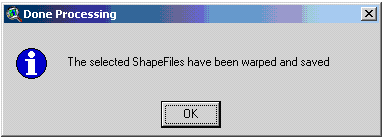 Done Processing
The selected ShapeFiles have been warped and saved
OK